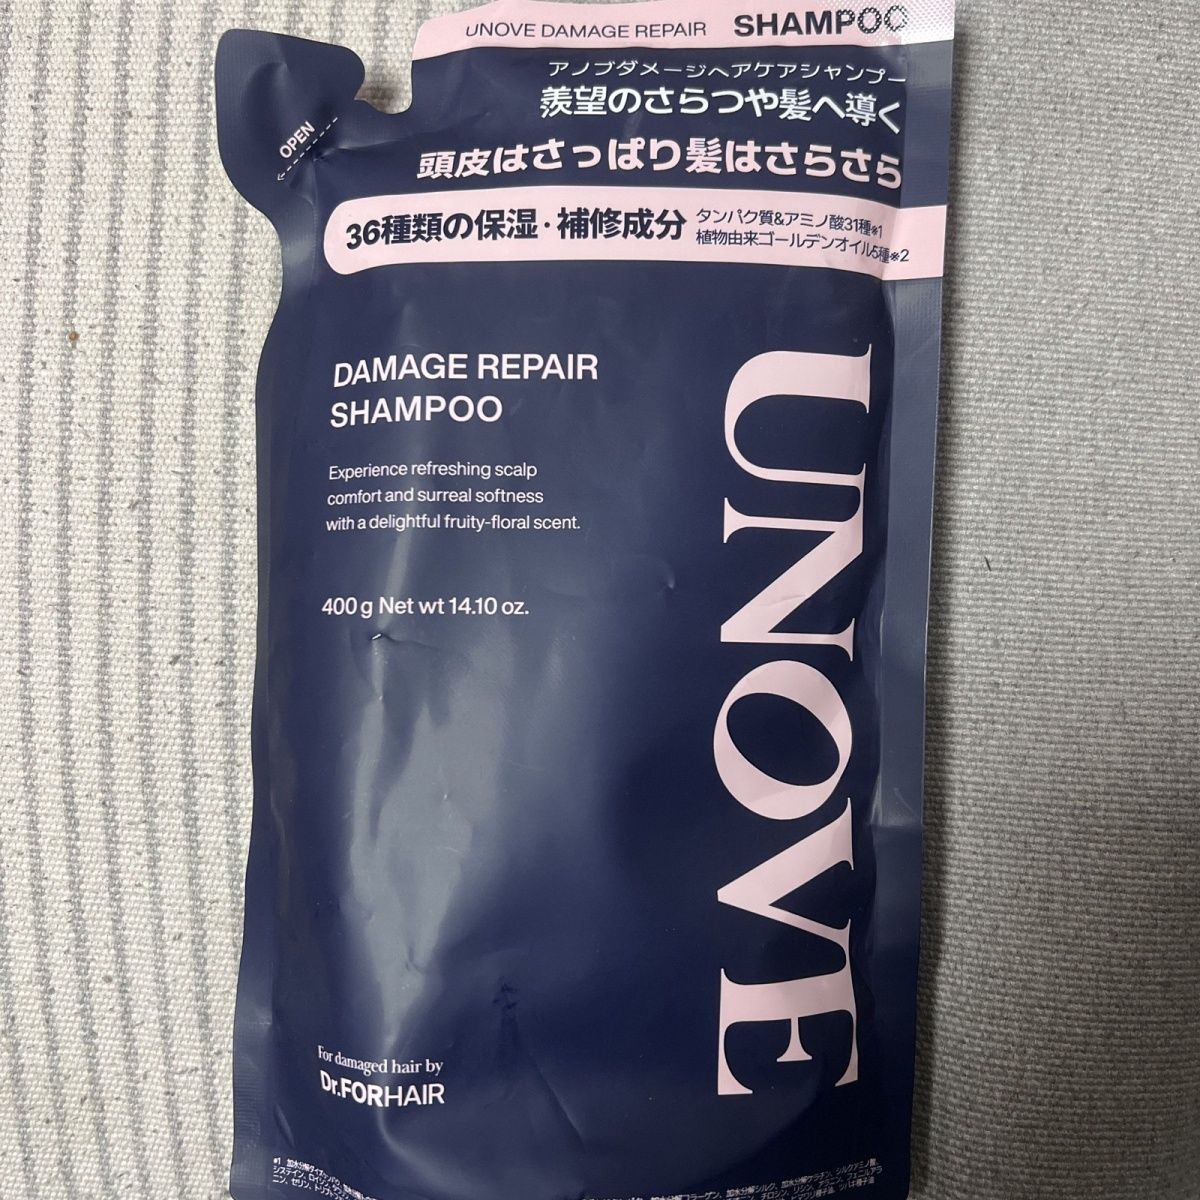 UNOVE DAMAGE REPAIR SHAMPOO
アノブダメージヘアケアシャンプー
羨望のさらつや髪へ導く
頭皮はさっぱり髪はさらさら
OPEN
36種類の保湿・補修成分
タンパク質&アミノ酸31種※1
植物由来ゴールデンオイル5種※2
DAMAGE REPAIR
SHAMPOO
Experience refreshing scalp
comfort and surreal softness
with a delightful fruity-floral scent.
400 g Net wt 14.10 oz.
UNOVE
For damaged hair by
Dr.FORHAIR